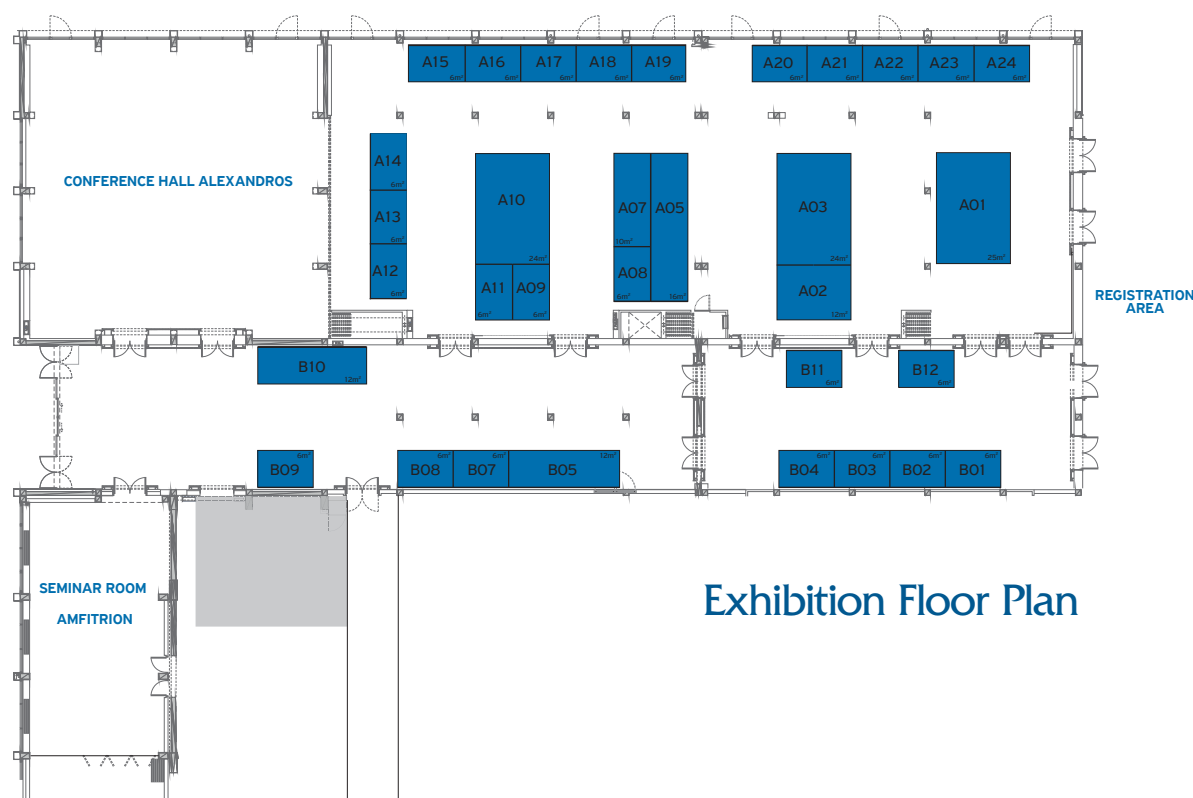 A15 A16 A17 A18 A19 A20 A21 A22 A23 A24
6m² 6m² 6m² 6m² 6m² 6m² 6m² 6m² 6m² 6m²
CONFERENCE HALL ALEXANDROS
A14
6m²
A13
6m²
A12
6m²
A10
24m²
A11 A09
6m² 6m²
A07 A05
10m²
A08
6m² 16m²
A03
24m²
A02
12m²
A01
25m²
REGISTRATION
AREA
B10
12m²
B11
6m²
B12
6m²
6m²
B09
6m² 6m² 12m²
B08 B07 B05
6m² 6m² 6m² 6m²
B04 B03 B02 B01
SEMINAR ROOM
AMFITRION
Exhibition Floor Plan